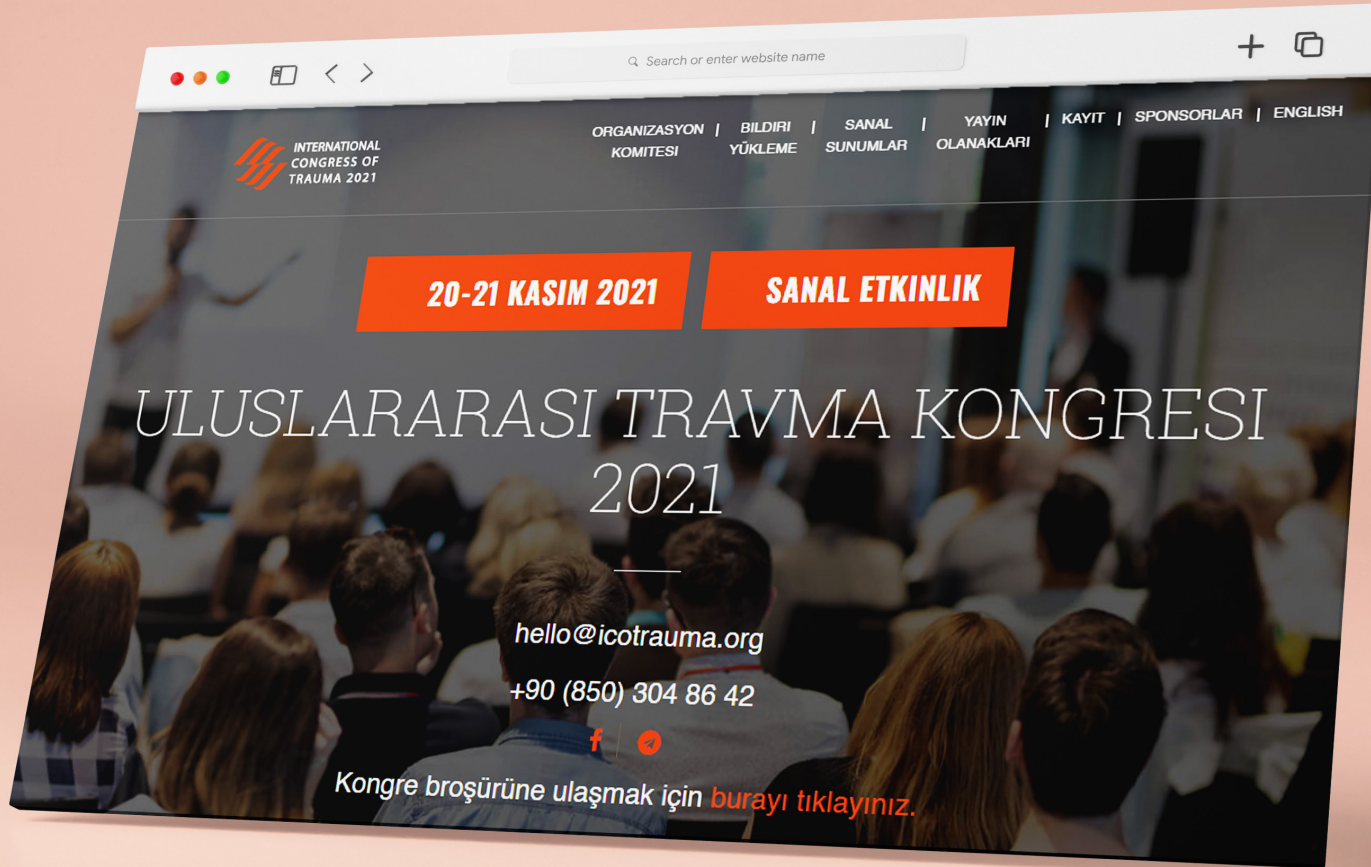 Search or enter website name
INTERNATIONAL
CONGRESS OF
TRAUMA 2021
ORGANIZASYON KOMITESI | BILDIRI YÜKLEME | SANAL SUNUMLAR | YAYIN OLANAKLARI | KAYIT | SPONSORLAR | ENGLISH
20-21 KASIM 2021
SANAL ETKINLIK
ULUSLARARASI TRAVMA KONGRESI
2021
hello@icotrauma.org
+90 (850) 304 86 42
Kongre broşürüne ulaşmak için burayı tıklayınız.